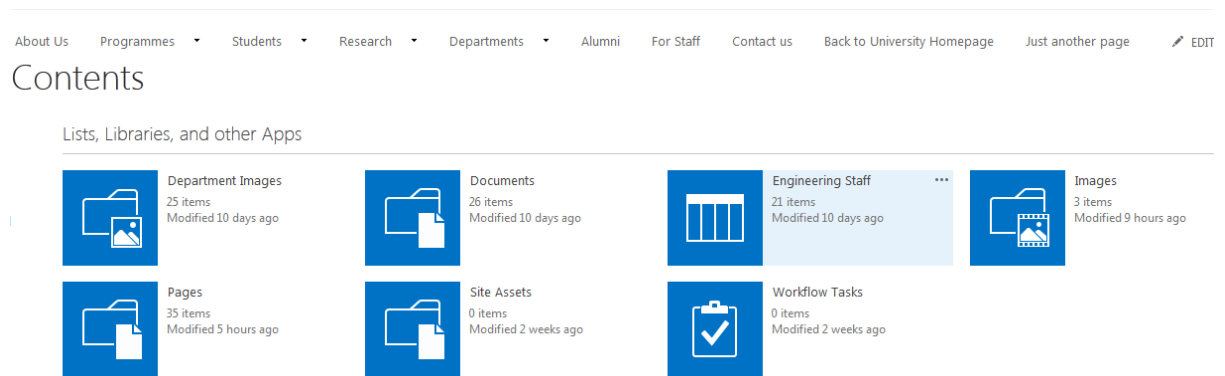 About Us Programmes Students Research Departments Alumni For Staff Contact us Back to University Homepage Just another page EDIT
Contents
Lists, Libraries, and other Apps
Department Images
25 items
Modified 10 days ago
Documents
26 items
Modified 10 days ago
Engineering Staff ...
21 items
Modified 10 days ago
Images
3 items
Modified 9 hours ago
Pages
35 items
Modified 5 hours ago
Site Assets
0 items
Modified 2 weeks ago
Workflow Tasks
0 items
Modified 2 weeks ago